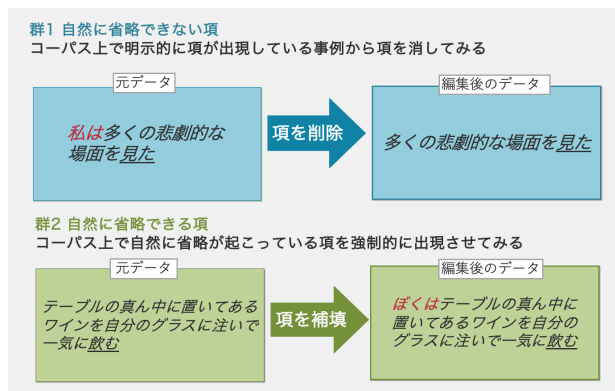 群1 自然に省略できない項
コーパス上で明示的に項が出現している事例から項を消してみる
元データ
私は多くの悲劇的な
場面を見た
項を削除
編集後のデータ
多くの悲劇的な場面を見た
群2 自然に省略できる項
コーパス上で自然に省略が起こっている項を強制的に出現させてみる
元データ
テーブルの真ん中に置いてある
ワインを自分のグラスに注いで
一気に飲む
項を補填
編集後のデータ
ぼくはテーブルの真ん中に
置いてあるワインを自分の
グラスに注いで一気に飲む